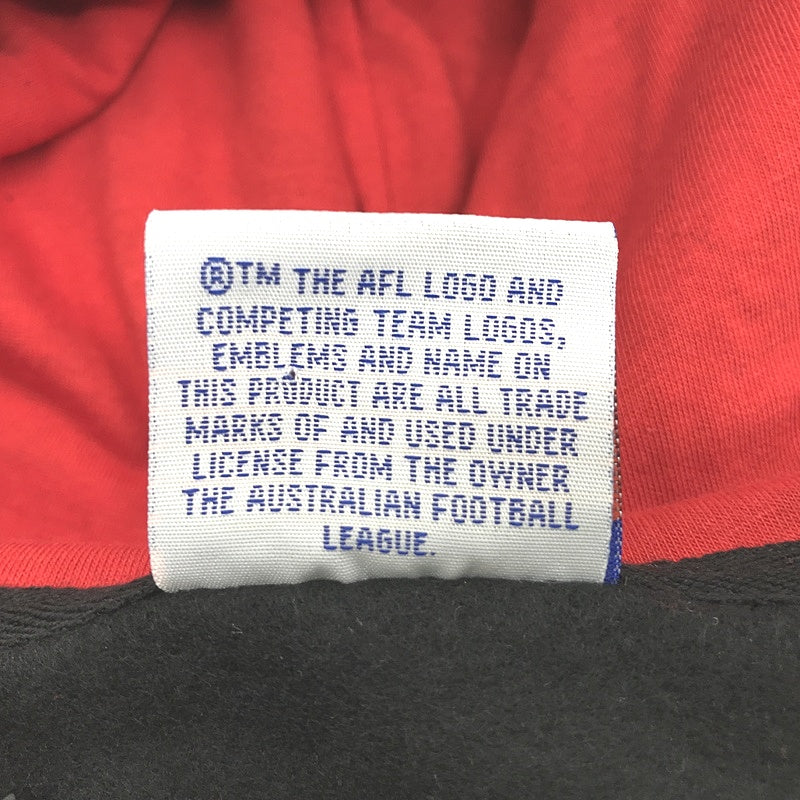 ®TM THE AFL LOGO AND
COMPETING TEAM LOGOS,
EMBLEMS AND NAME ON
THIS PRODUCT ARE ALL TRADE
MARKS OF AND USED UNDER
LICENSE FROM THE OWNER
THE AUSTRALIAN FOOTBALL
LEAGUE.